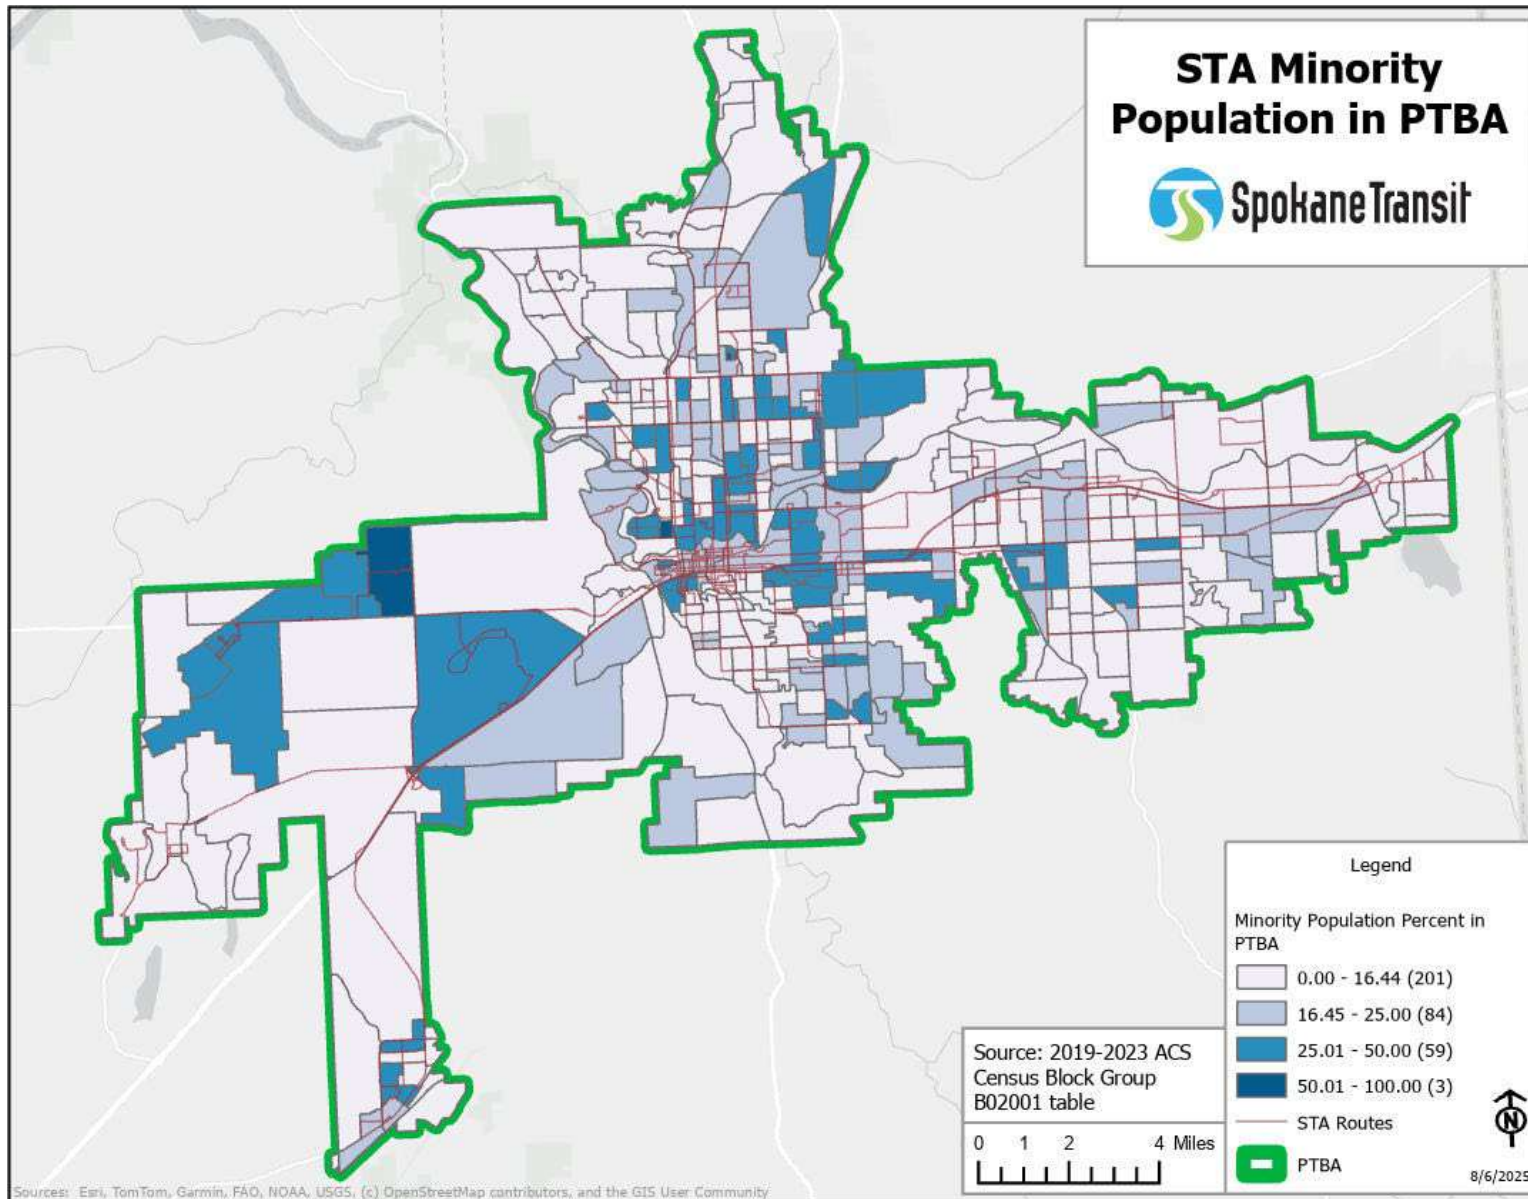 STA Minority
Population in PTBA
Spokane Transit
Legend
Minority Population Percent in
PTBA
0.00 - 16.44 (201)
16.45 - 25.00 (84)
25.01 - 50.00 (59)
50.01 - 100.00 (3)
STA Routes
PTBA
N
8/6/2025
Source: 2019-2023 ACS
Census Block Group
B02001 table
0 1 2 4 Miles
Sources: Esri, TomTom, Garmin, FAO, NOAA, USGS, (c) OpenStreetMap contributors, and the GIS User Community